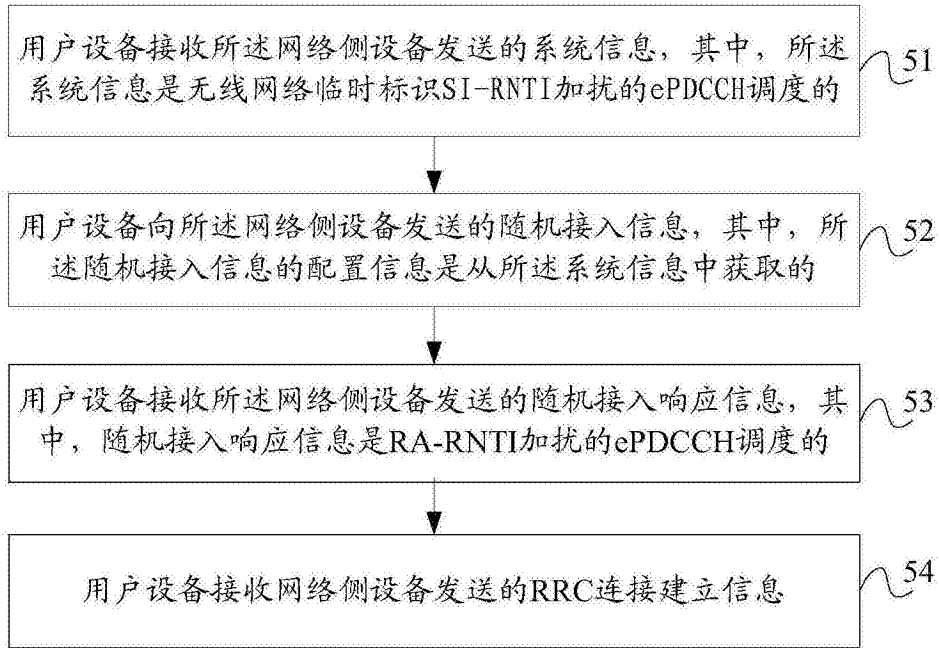 用户设备接收所述网络侧设备发送的系统信息，其中，所述
系统信息是无线网络临时标识SI-RNTI加扰的ePDCCH调度的
51
用户设备向所述网络侧设备发送的随机接入信息，其中，所
述随机接入信息的配置信息是从所述系统信息中获取的
52
用户设备接收所述网络侧设备发送的随机接入响应信息，其
中，随机接入响应信息是RA-RNTI加扰的ePDCCH调度的
53
用户设备接收网络侧设备发送的RRC连接建立信息
54